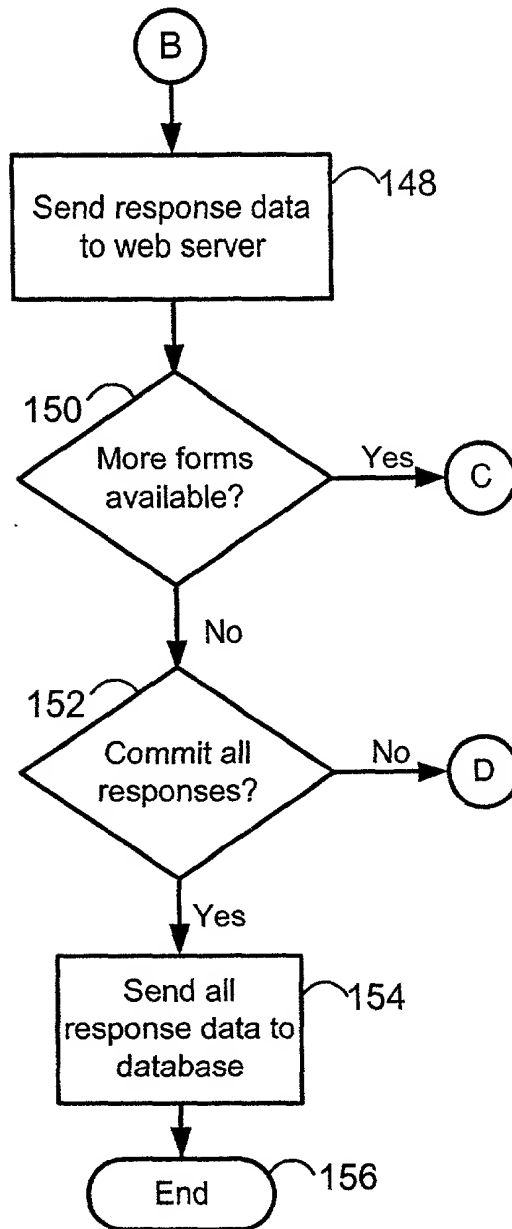 B
Send response data
to web server
148
150
More forms
available?
Yes
C
No
152
Commit all
responses?
No
D
Yes
Send all
response data to
database
154
End
156